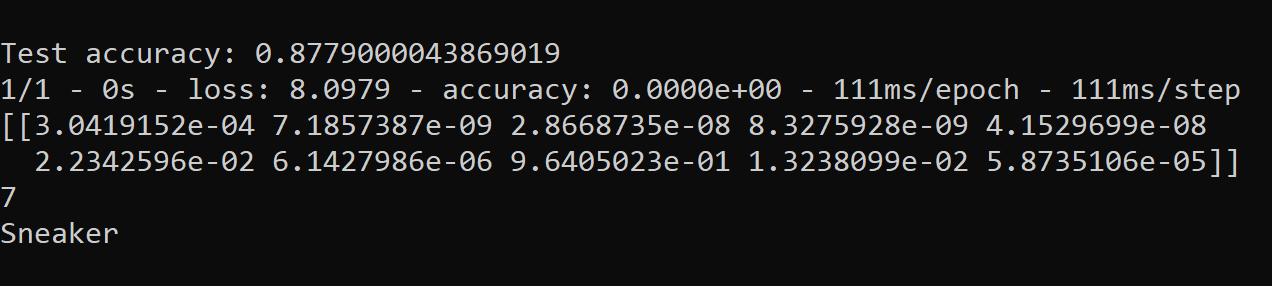 Test accuracy: 0.8779000043869019
1/1 - 0s - loss: 8.0979 - accuracy: 0.0000e+00 - 111ms/epoch - 111ms/step
[[3.0419152e-04 7.1857387e-09 2.8668735e-08 8.3275928e-09 4.1529699e-08
2.2342596e-02 6.1427986e-06 9.6405023e-01 1.3238099e-02 5.8735106e-05]]
7
Sneaker